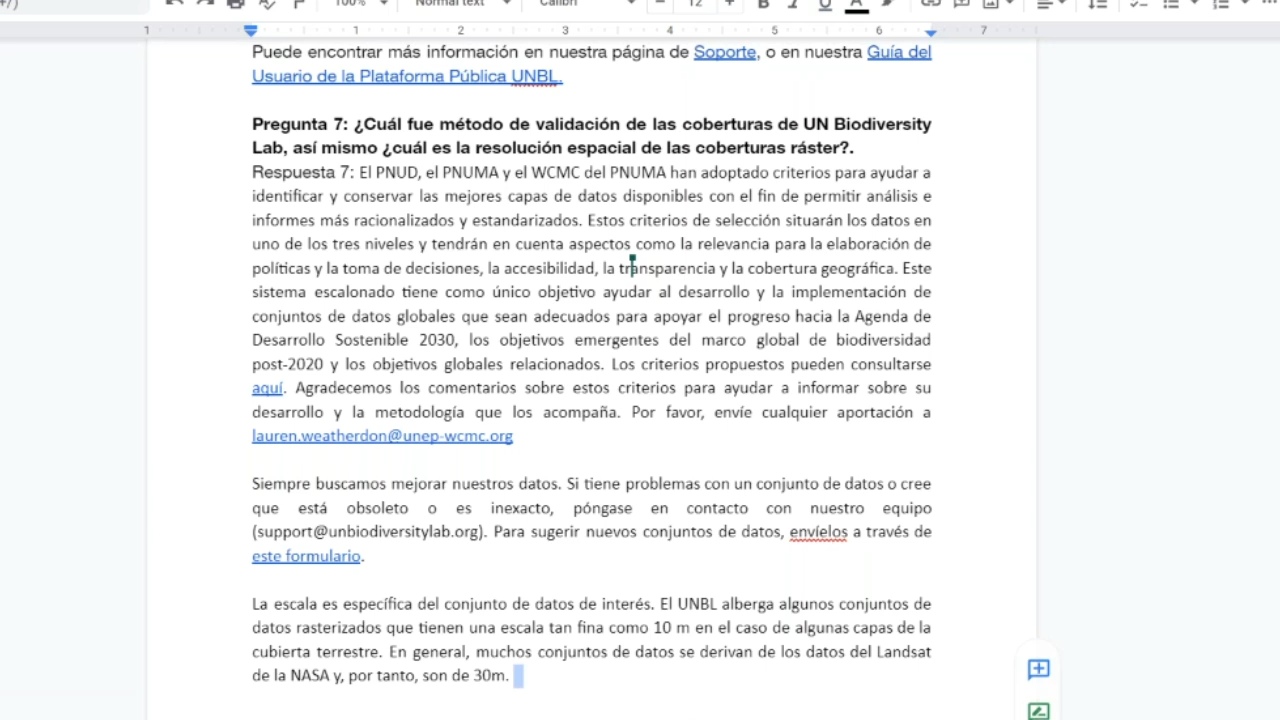 100% Normal text Calibri 12 B I U A
1 1 2 3 4 5 6 7
Puede encontrar más información en nuestra página de Soporte, o en nuestra Guía del
Usuario de la Plataforma Pública UNBL.
Pregunta 7: ¿Cuál fue método de validación de las coberturas de UN Biodiversity
Lab, así mismo ¿cuál es la resolución espacial de las coberturas ráster?.
Respuesta 7: El PNUD, el PNUMA y el WCMC del PNUMA han adoptado criterios para ayudar a
identificar y conservar las mejores capas de datos disponibles con el fin de permitir análisis e
informes más racionalizados y estandarizados. Estos criterios de selección situarán los datos en
uno de los tres niveles y tendrán en cuenta aspectos como la relevancia para la elaboración de
políticas y la toma de decisiones, la accesibilidad, la transparencia y la cobertura geográfica. Este
sistema escalonado tiene como único objetivo ayudar al desarrollo y la implementación de
conjuntos de datos globales que sean adecuados para apoyar el progreso hacia la Agenda de
Desarrollo Sostenible 2030, los objetivos emergentes del marco global de biodiversidad
post-2020 y los objetivos globales relacionados. Los criterios propuestos pueden consultarse
aquí. Agradecemos los comentarios sobre estos criterios para ayudar a informar sobre su
desarrollo y la metodología que los acompaña. Por favor, envíe cualquier aportación a
lauren.weatherdon@unep-wcmc.org
Siempre buscamos mejorar nuestros datos. Si tiene problemas con un conjunto de datos o cree
que está obsoleto o es inexacto, póngase en contacto con nuestro equipo
(support@unbiodiversitylab.org). Para sugerir nuevos conjuntos de datos, envíelos a través de
este formulario.
La escala es específica del conjunto de datos de interés. El UNBL alberga algunos conjuntos de
datos rasterizados que tienen una escala tan fina como 10 m en el caso de algunas capas de la
cubierta terrestre. En general, muchos conjuntos de datos se derivan de los datos del Landsat
de la NASA y, por tanto, son de 30m.